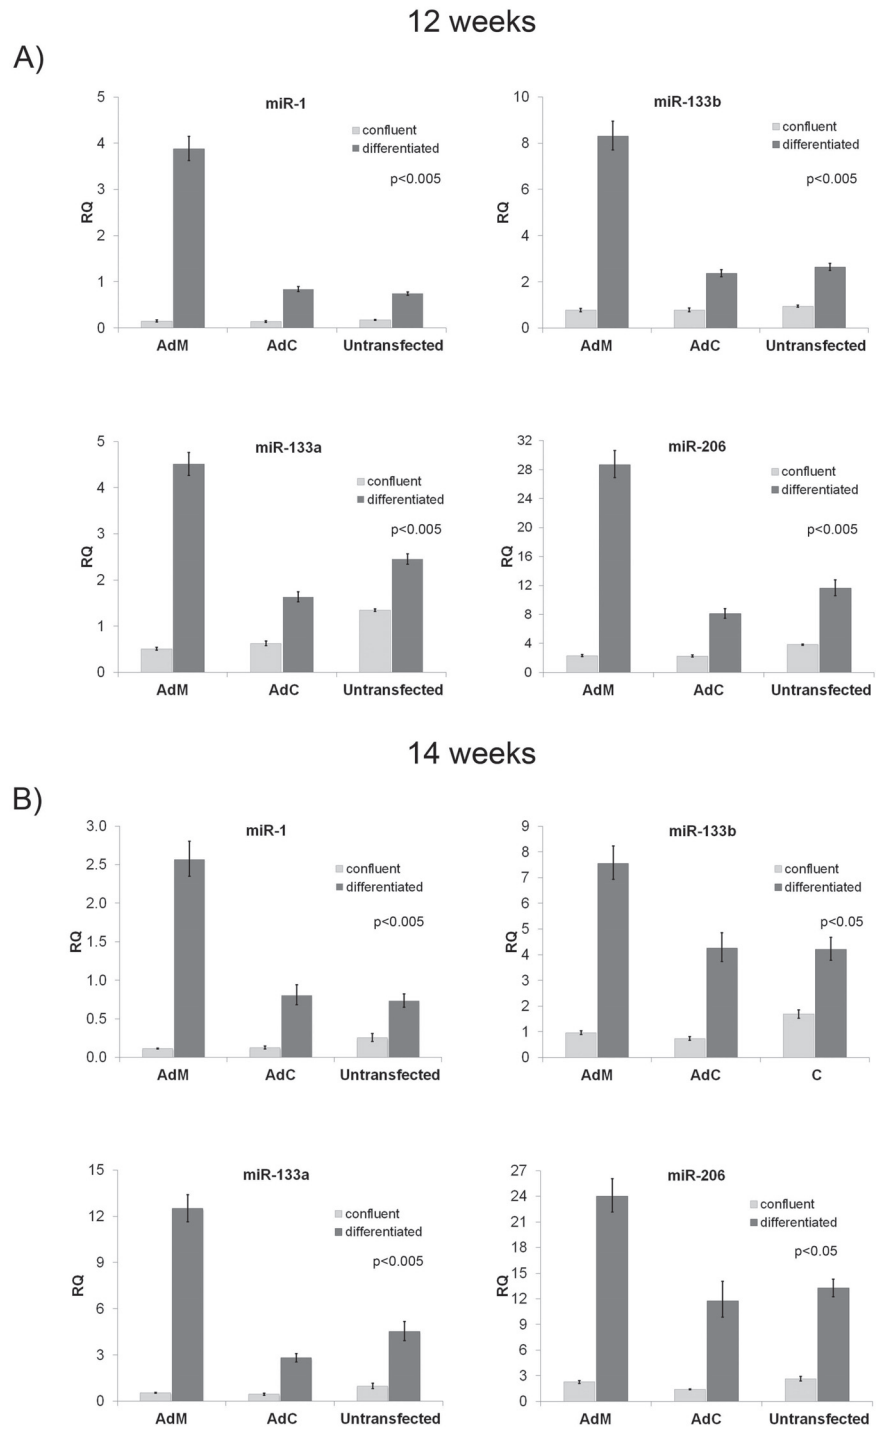 12 weeks
A)
miR-1
confluent
differentiated
p<0.005
RQ
5
4
3
2
1
0
AdM AdC Untransfected
miR-133b
confluent
differentiated
p<0.005
RQ
10
8
6
4
2
0
AdM AdC Untransfected
miR-133a
confluent
differentiated
p<0.005
RQ
5
4
3
2
1
0
AdM AdC Untransfected
miR-206
confluent
differentiated
p<0.005
RQ
32
28
24
20
16
12
8
4
0
AdM AdC Untransfected
14 weeks
B)
miR-1
confluent
differentiated
p<0.005
RQ
3.0
2.5
2.0
1.5
1.0
0.5
0.0
AdM AdC Untransfected
miR-133b
confluent
differentiated
p<0.05
RQ
9
8
7
6
5
4
3
2
1
0
AdM AdC C
miR-133a
confluent
differentiated
p<0.005
RQ
15
12
9
6
3
0
AdM AdC Untransfected
miR-206
confluent
differentiated
p<0.05
RQ
27
24
21
18
15
12
9
6
3
0
AdM AdC Untransfected